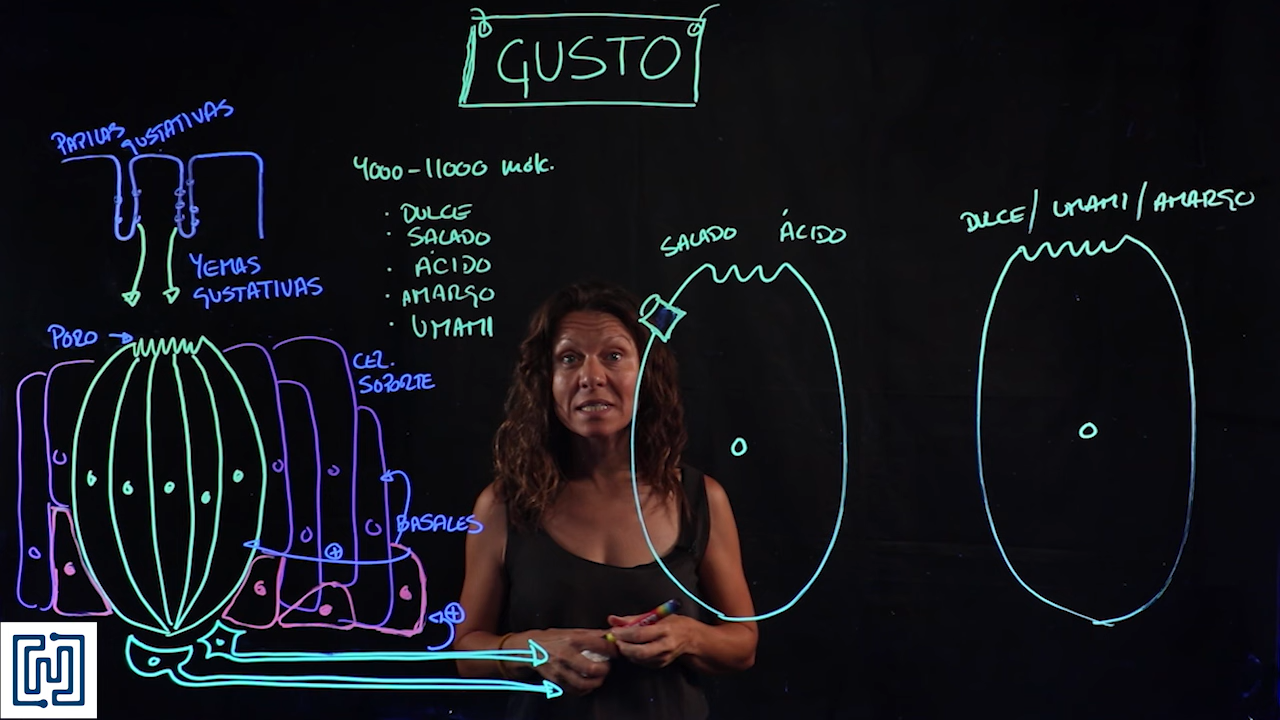 GUSTO
PAPILAS GUSTATIVAS
4000-11000 molc.
· DULCE
· SALADO
· ÁCIDO
· AMARGO
· UMAMI
YEMAS
GUSTATIVAS
PORO
CEL.
SOPORTE
BASALES
+
+
SALADO ÁCIDO
DULCE/ UMAMI/AMARGO